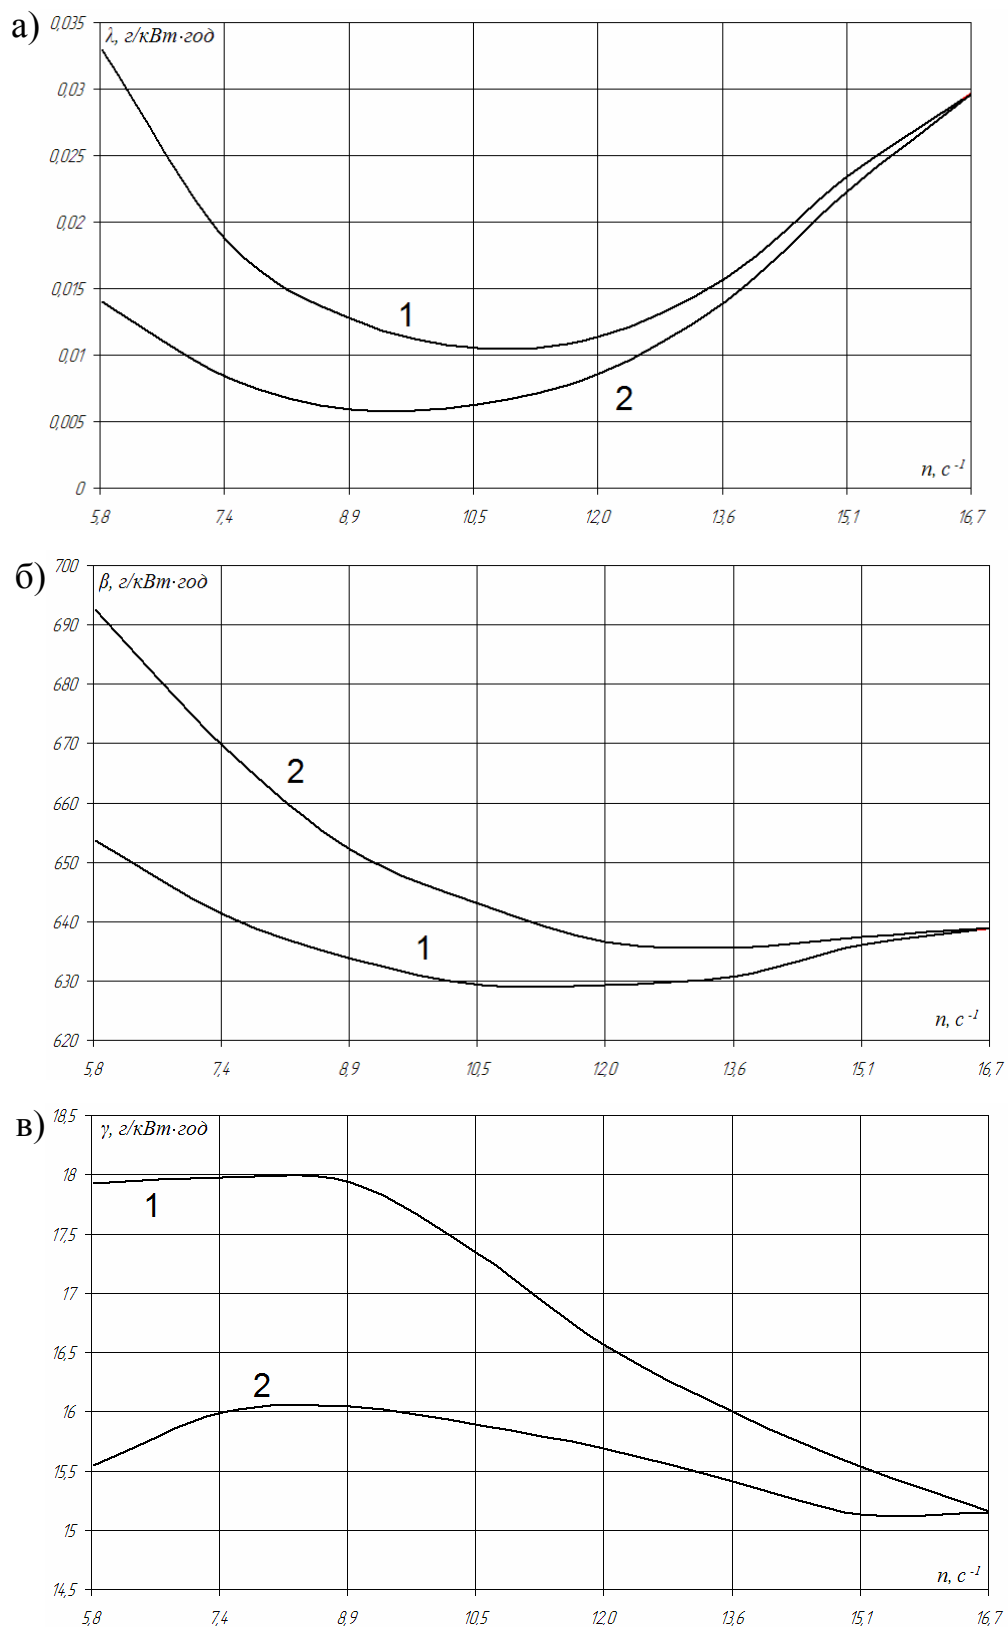 а)
0,035
λ, г/кВт·год
0,03
0,025
0,02
0,015
1
0,01
2
0,005
n, с -1
0
5,8 7,4 8,9 10,5 12,0 13,6 15,1 16,7
б)
700
β, г/кВт·год
690
680
670
2
660
650
640
1
630
n, с -1
620
5,8 7,4 8,9 10,5 12,0 13,6 15,1 16,7
в)
18,5
γ, г/кВт·год
18
1
17,5
17
16,5
2
16
15,5
15
n, с -1
14,5
5,8 7,4 8,9 10,5 12,0 13,6 15,1 16,7